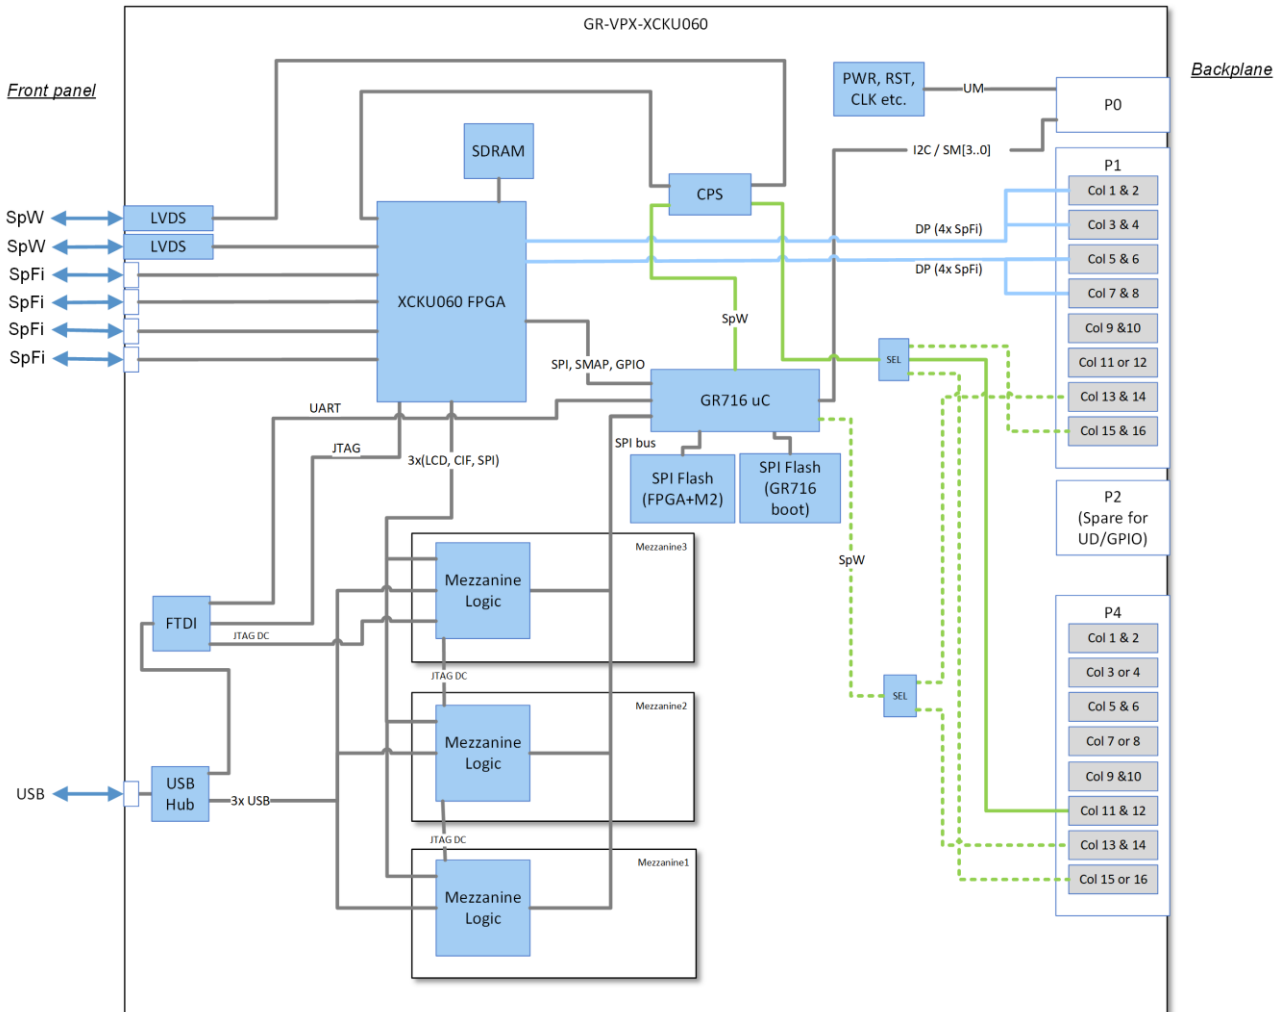 GR-VPX-XCKU060
Front panel
Backplane
PWR, RST,
CLK etc.
UM
P0
I2C / SM[3..0]
SDRAM
CPS
P1
Col 1 & 2
Col 3 & 4
Col 5 & 6
Col 7 & 8
Col 9 &10
Col 11 or 12
Col 13 & 14
Col 15 & 16
SpW
LVDS
SpW
LVDS
SpFi
SpFi
SpFi
SpFi
XCKU060 FPGA
DP (4x SpFi)
DP (4x SpFi)
SpW
SEL
SPI, SMAP, GPIO
GR716 uC
UART
JTAG
3x(LCD, CIF, SPI)
SPI bus
SPI Flash
(FPGA+M2)
SPI Flash
(GR716
boot)
P2
(Spare for
UD/GPIO)
SpW
Mezzanine3
Mezzanine
Logic
FTDI
JTAG DC
JTAG DC
SEL
P4
Col 1 & 2
Col 3 or 4
Col 5 & 6
Col 7 or 8
Col 9 &10
Col 11 & 12
Col 13 & 14
Col 15 or 16
Mezzanine2
Mezzanine
Logic
USB
USB
Hub
3x USB
JTAG DC
Mezzanine1
Mezzanine
Logic